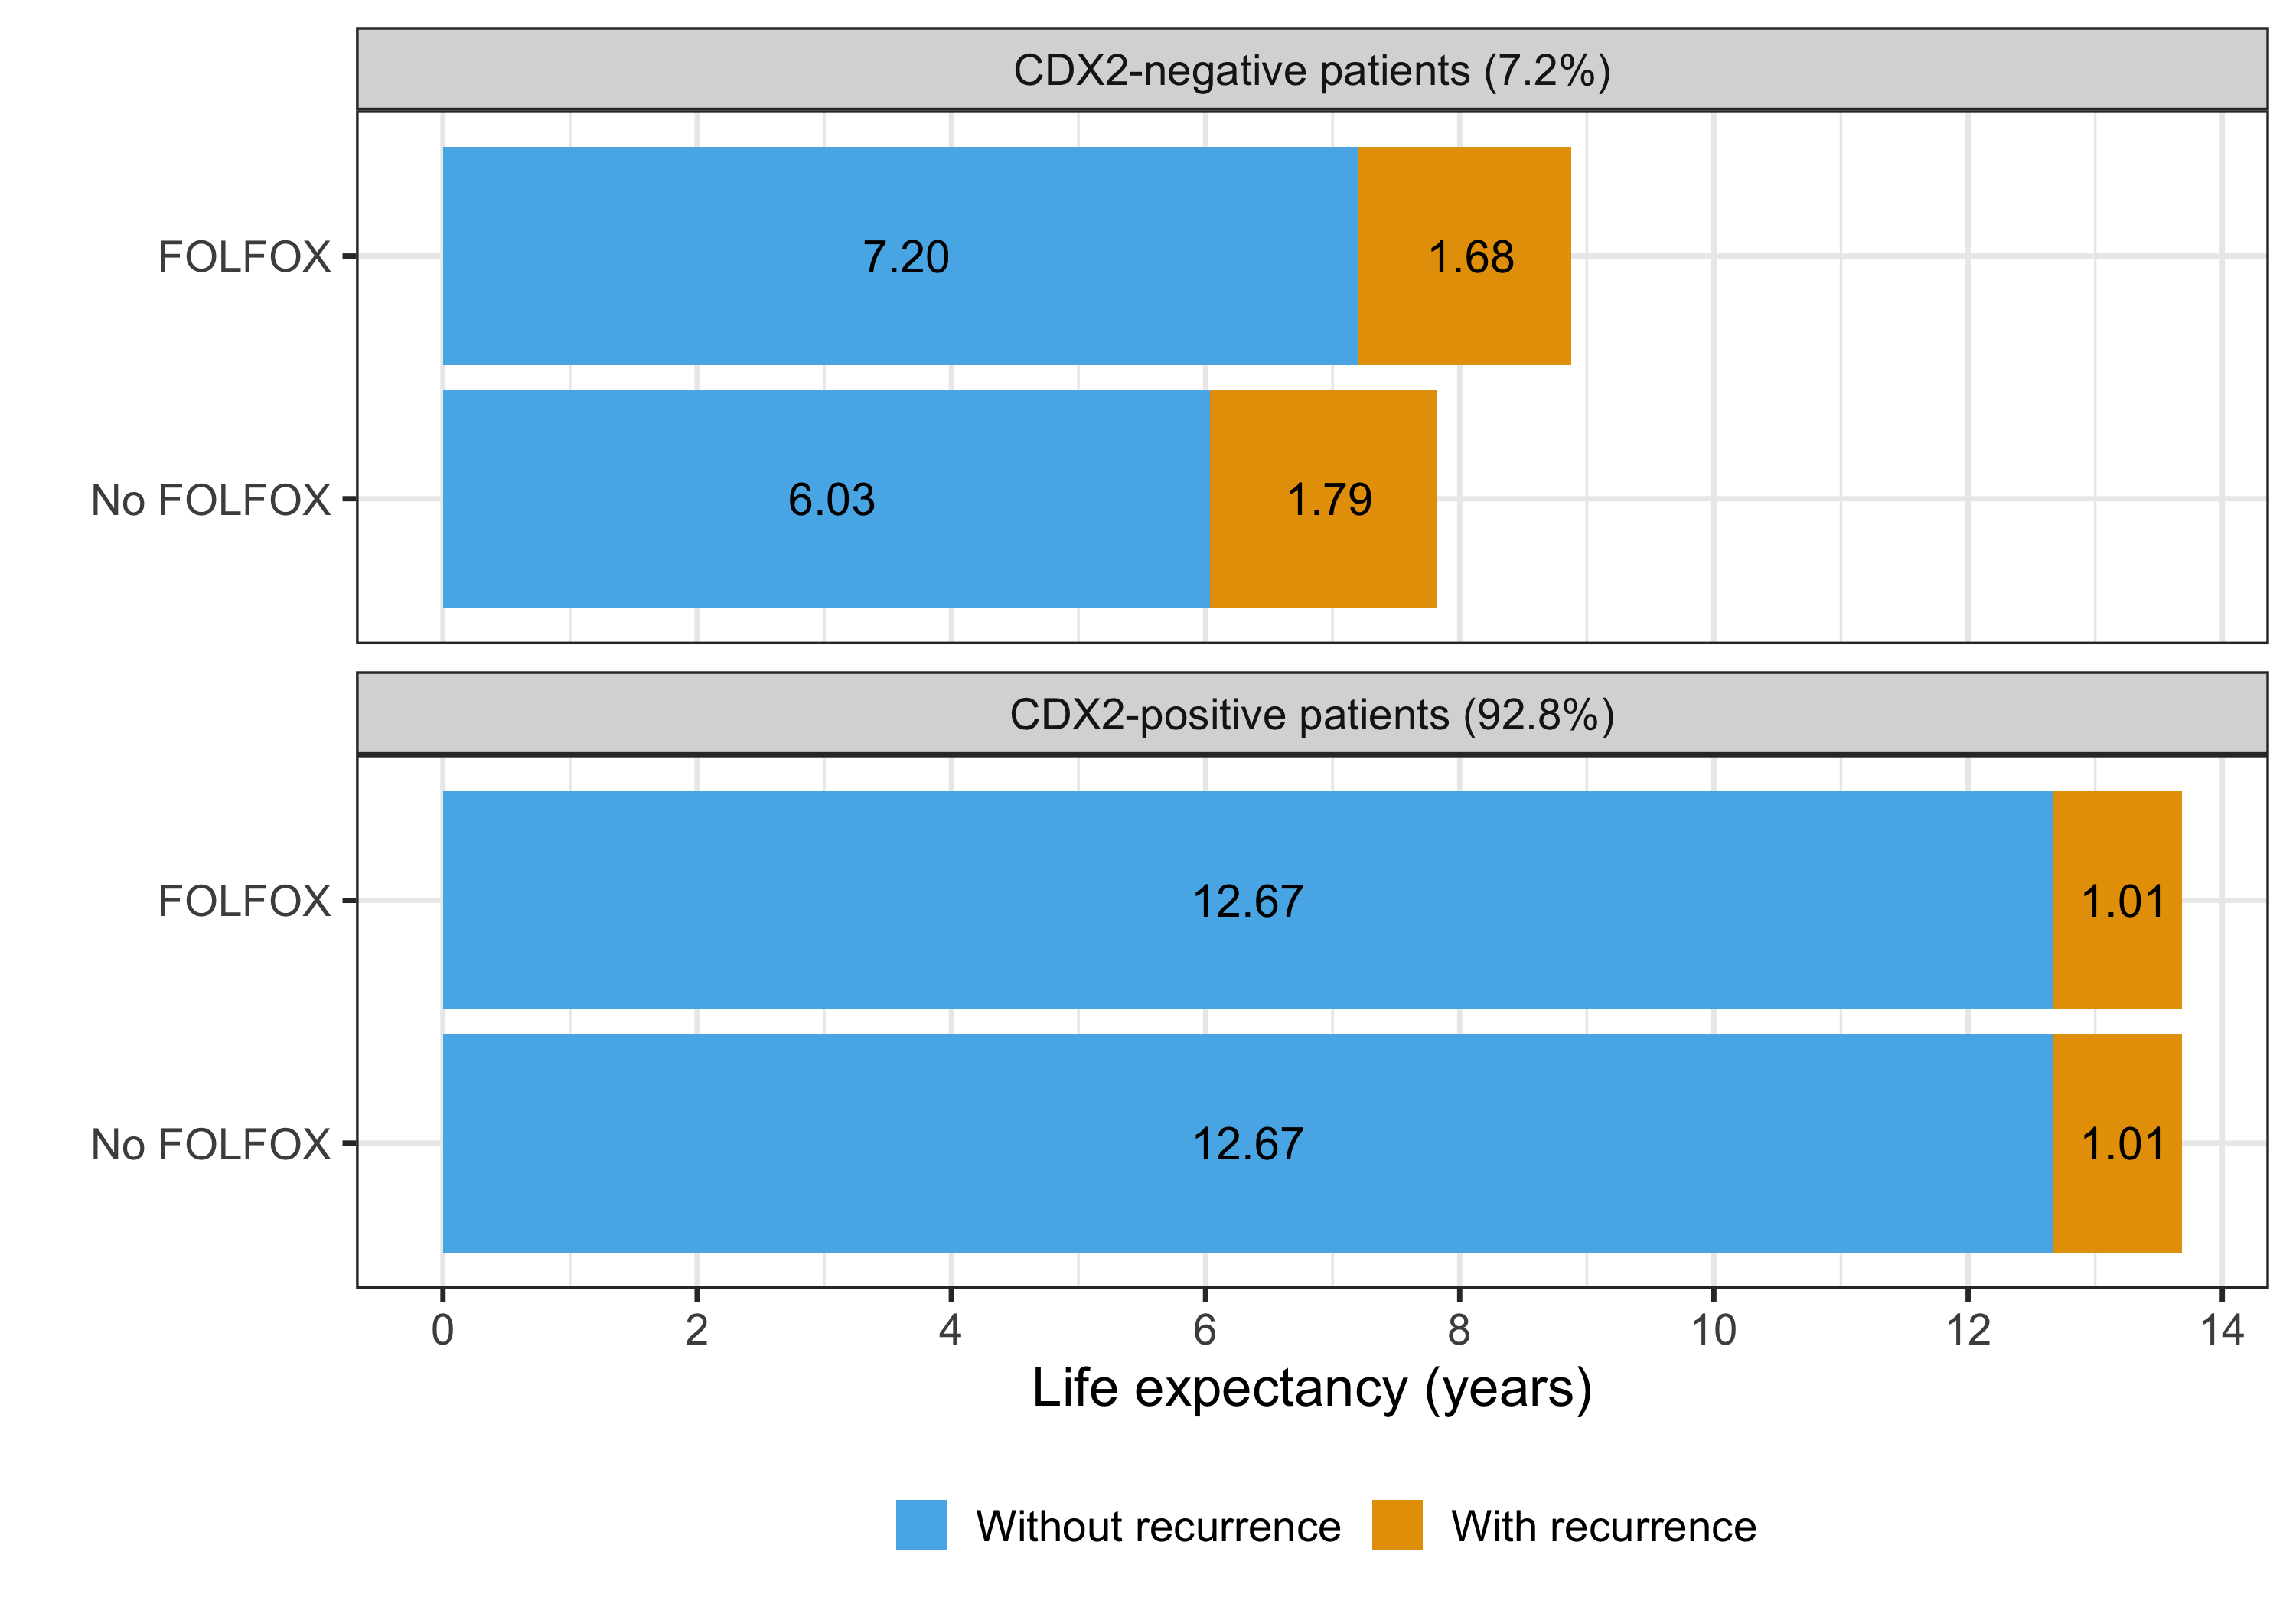 CDX2-negative patients (7.2%)
FOLFOX
7.20
1.68
No FOLFOX
6.03
1.79
CDX2-positive patients (92.8%)
FOLFOX
12.67
1.01
No FOLFOX
12.67
1.01
0 2 4 6 8 10 12 14
Life expectancy (years)
Without recurrence
With recurrence